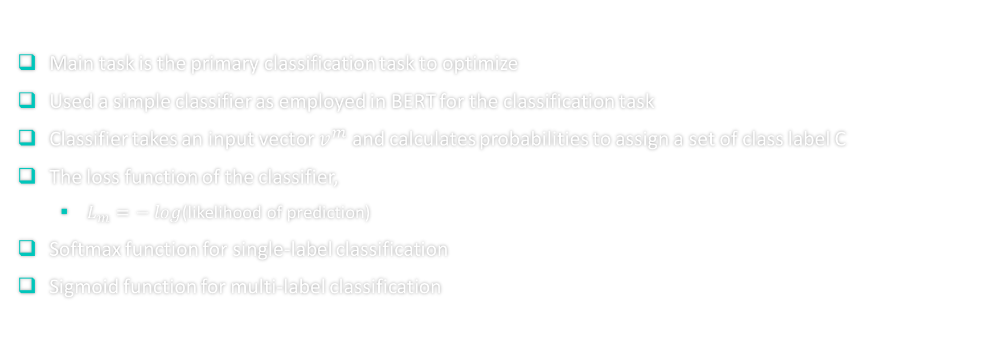 Main task is the primary classification task to optimize
Used a simple classifier as employed in BERT for the classification task
Classifier takes an input vector v^m and calculates probabilities to assign a set of class label C
The loss function of the classifier,
L_m = − log(likelihood of prediction)
Softmax function for single-label classification
Sigmoid function for multi-label classification